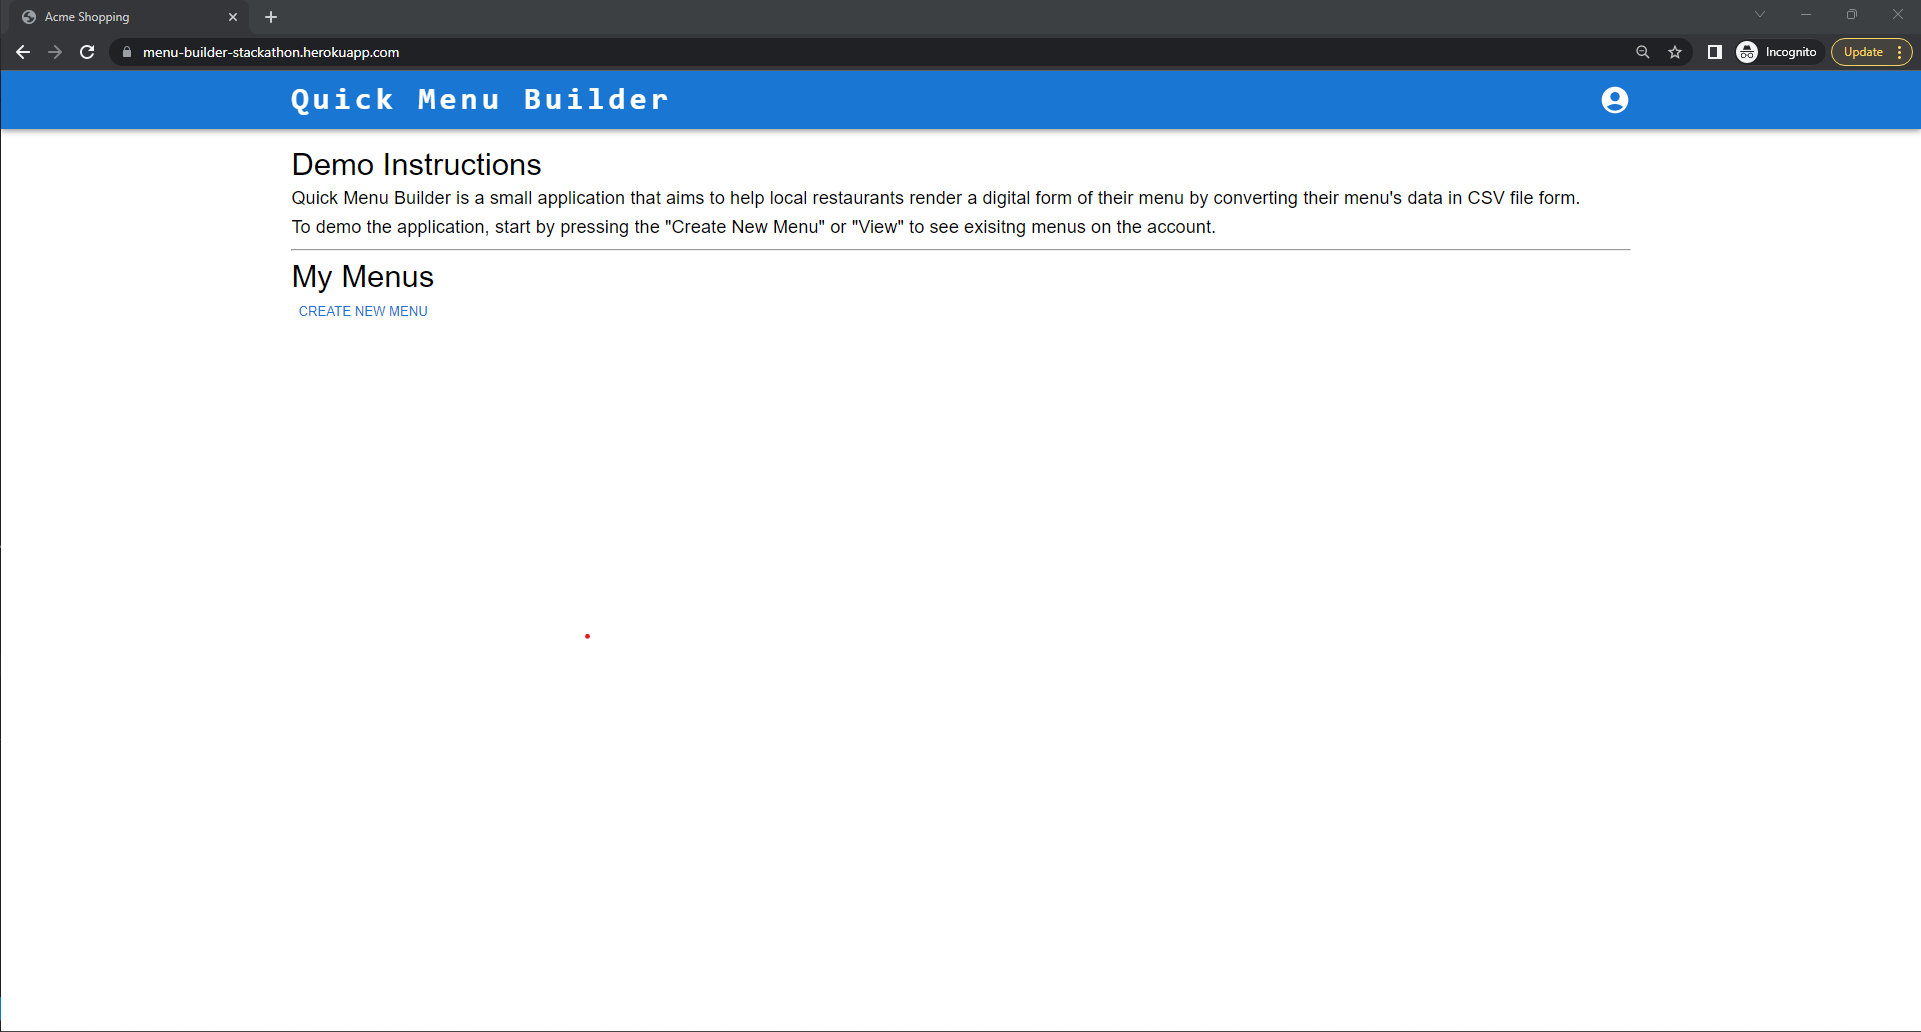 Acme Shopping
menu-builder-stackathon.herokuapp.com
Incognito
Update
Quick Menu Builder
Demo Instructions
Quick Menu Builder is a small application that aims to help local restaurants render a digital form of their menu by converting their menu's data in CSV file form.
To demo the application, start by pressing the "Create New Menu" or "View" to see exisitng menus on the account.
My Menus
CREATE NEW MENU